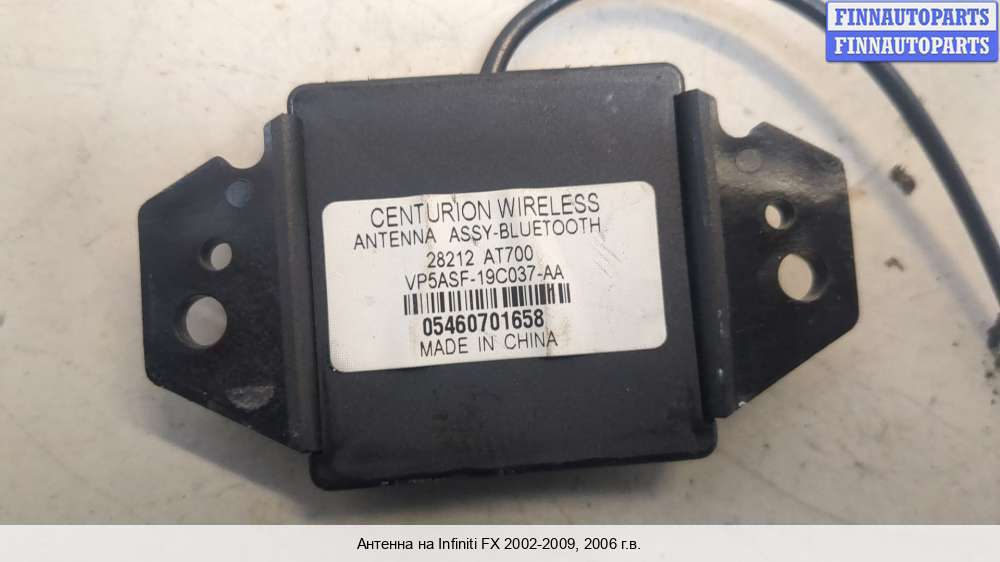 FINNAUTOPARTS
FINNAUTOPARTS
CENTURION WIRELESS
ANTENNA ASSY-BLUETOOTH
28212 AT700
VP5ASF-19C037-AA
05460701658
MADE IN CHINA
Антенна на Infiniti FX 2002-2009, 2006 г.в.